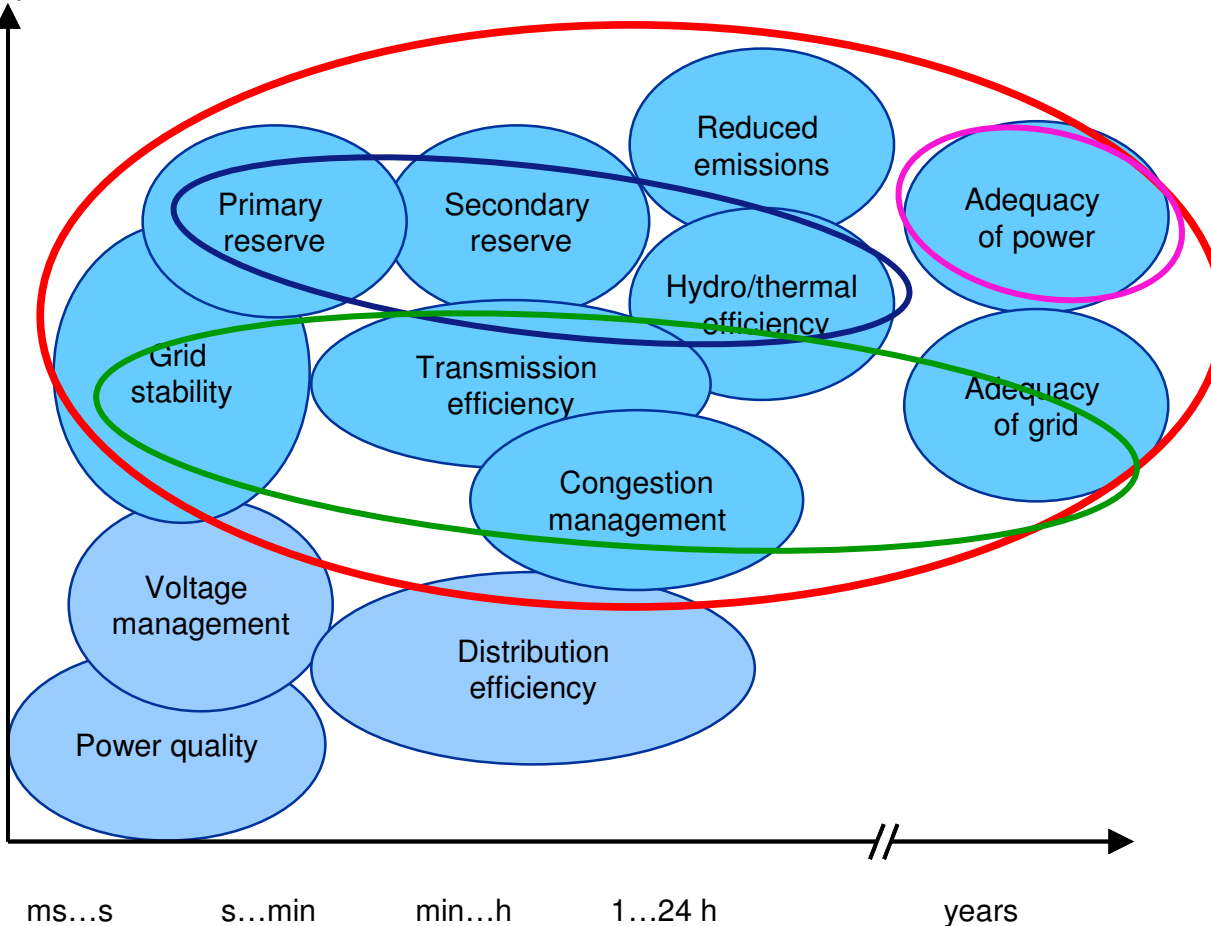 Reduced
emissions
Primary
reserve
Secondary
reserve
Adequacy
of power
Hydro/thermal
efficiency
Grid
stability
Transmission
efficiency
Adequacy
of grid
Congestion
management
Voltage
management
Distribution
efficiency
Power quality
ms…s
s…min
min…h
1…24 h
years